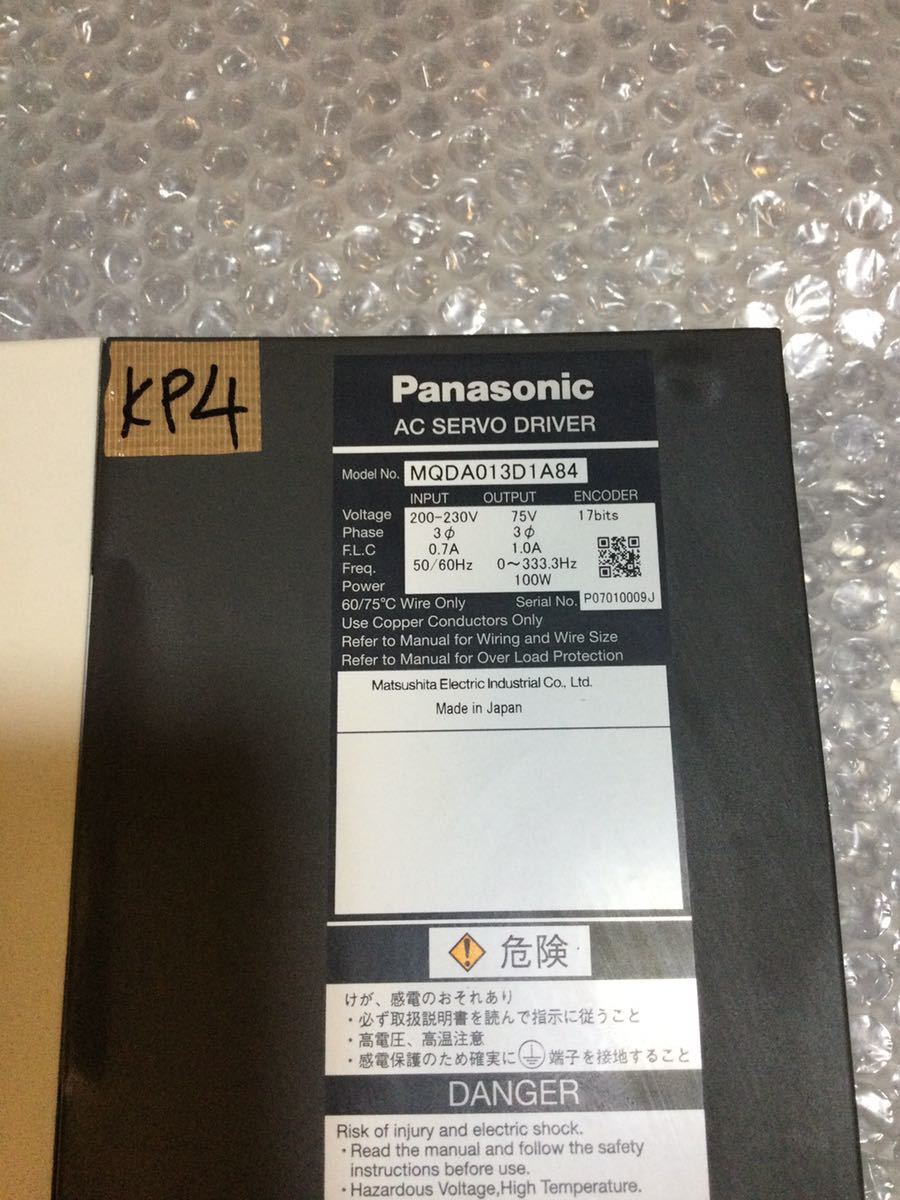 KP4
Panasonic
AC SERVO DRIVER
Model No. MQDA013D1A84
INPUT OUTPUT ENCODER
Voltage 200-230V 75V 17bits
Phase 3φ 3φ
F.L.C 0.7A 1.0A
Freq. 50/60Hz 0～333.3Hz
Power 100W
60/75℃ Wire Only Serial No. P07010009J
Use Copper Conductors Only
Refer to Manual for Wiring and Wire Size
Refer to Manual for Over Load Protection
Matsushita Electric Industrial Co., Ltd.
Made in Japan
危険
けが、感電のおそれあり
・必ず取扱説明書を読んで指示に従うこと
・高電圧、高温注意
・感電保護のため確実に⏚端子を接地すること
DANGER
Risk of injury and electric shock.
・Read the manual and follow the safety
instructions before use.
・Hazardous Voltage,High Temperature.